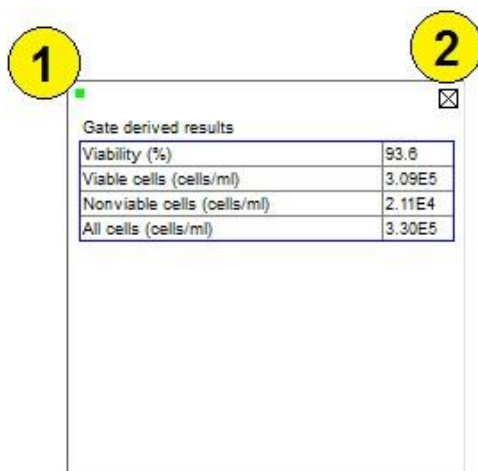 1
2
Gate derived results
Viability (%) 93.6
Viable cells (cells/ml) 3.09E5
Nonviable cells (cells/ml) 2.11E4
All cells (cells/ml) 3.30E5